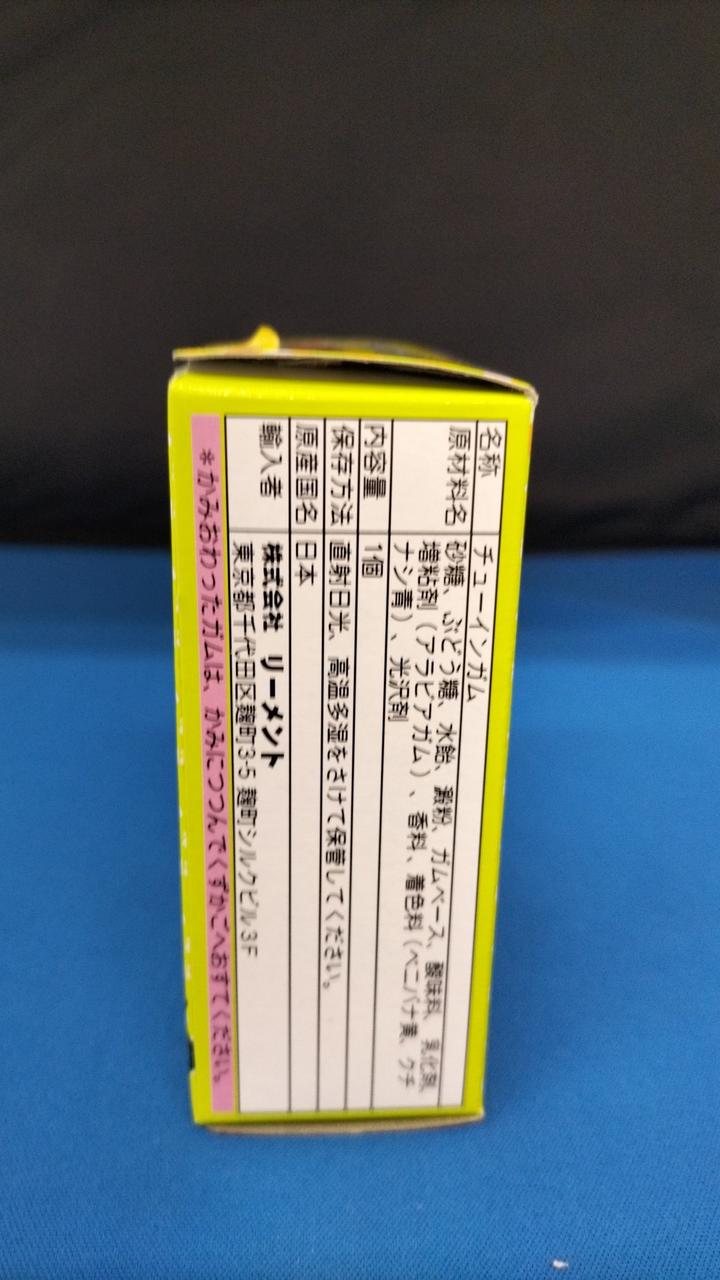 名称 チューインガム
原材料名 砂糖、ぶどう糖、水飴、澱粉、ガムベース、酸味料、乳化剤、
増粘剤（アラビアガム）、香料、着色料（ベニバナ黄、クチ
ナシ青）、光沢剤
内容量 1個
保存方法 直射日光、高温多湿をさけて保管してください。
原産国名 日本
輸入者 株式会社 リーメント
東京都千代田区麹町3-5 麹町シルクビル3F
*かみおわったガムは、かみにつつんでくずかごへおすてください。